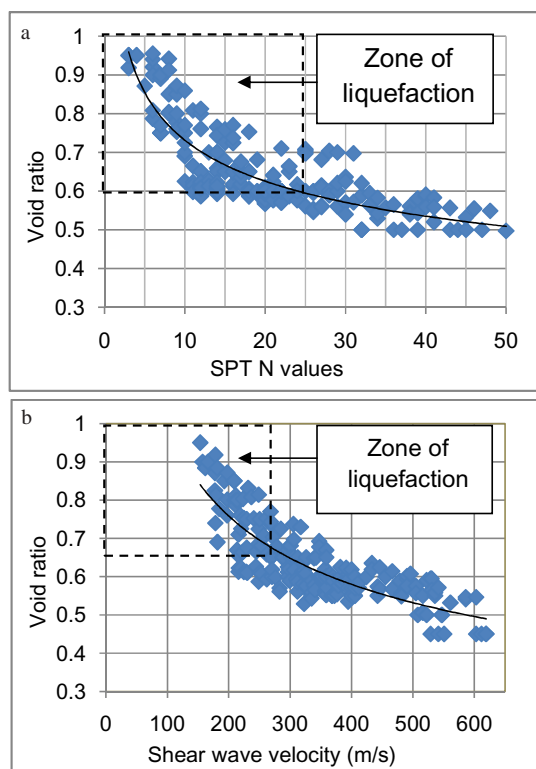 a
1
0.9
0.8
0.7
0.6
0.5
0.4
0.3
Void ratio
Zone of
liquefaction
0 10 20 30 40 50
SPT N values
b
1
0.9
0.8
0.7
0.6
0.5
0.4
0.3
Void ratio
Zone of
liquefaction
0 100 200 300 400 500 600
Shear wave velocity (m/s)